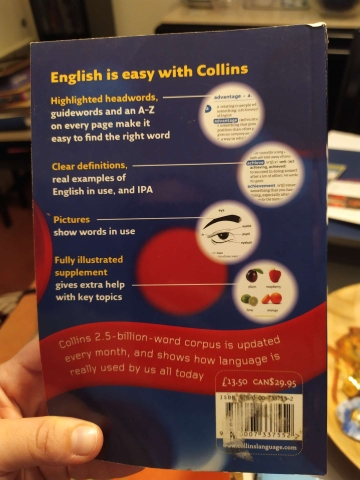 English is easy with Collins
Highlighted headwords,
guidewords and an A-Z
on every page make it
easy to find the right word
advantage
A
Clear definitions,
real examples of
English in use, and IPA
achievement
Pictures
show words in use
eye
Fully illustrated
supplement
gives extra help
with key topics
plum
raspberry
lime
Collins 2.5-billion-word corpus is updated
every month, and shows how language is
really used by us all today
£13.50 CAN$29.95
www.collinslanguage.com